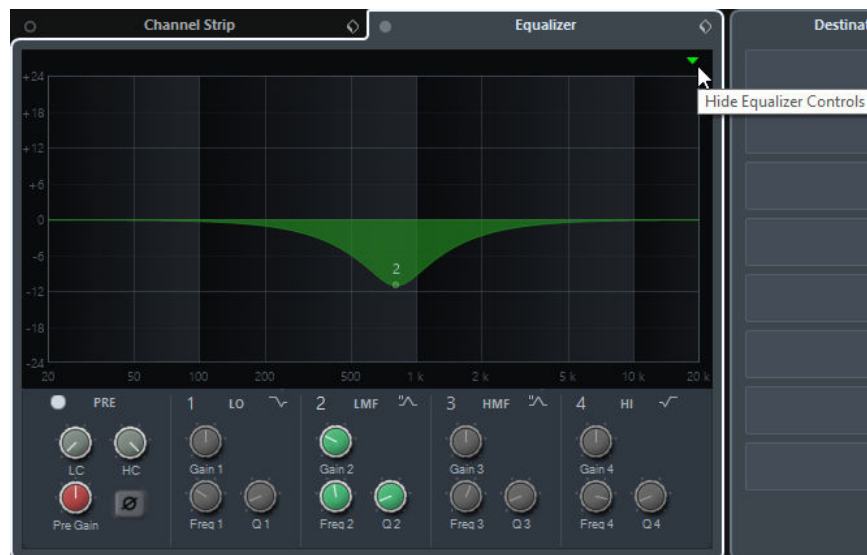 Channel Strip
Equalizer
Destinat
Hide Equalizer Controls
+24
+18
+12
+6
0
-6
-12
-18
-24
2
20 50 100 200 500 1 k 2 k 5 k 10 k 20 k
PRE 1 LO 2 LMF 3 HMF 4 HI
LC HC Gain 1 Gain 2 Gain 3 Gain 4
Pre Gain Ø Freq 1 Q 1 Freq 2 Q 2 Freq 3 Q 3 Freq 4 Q 4